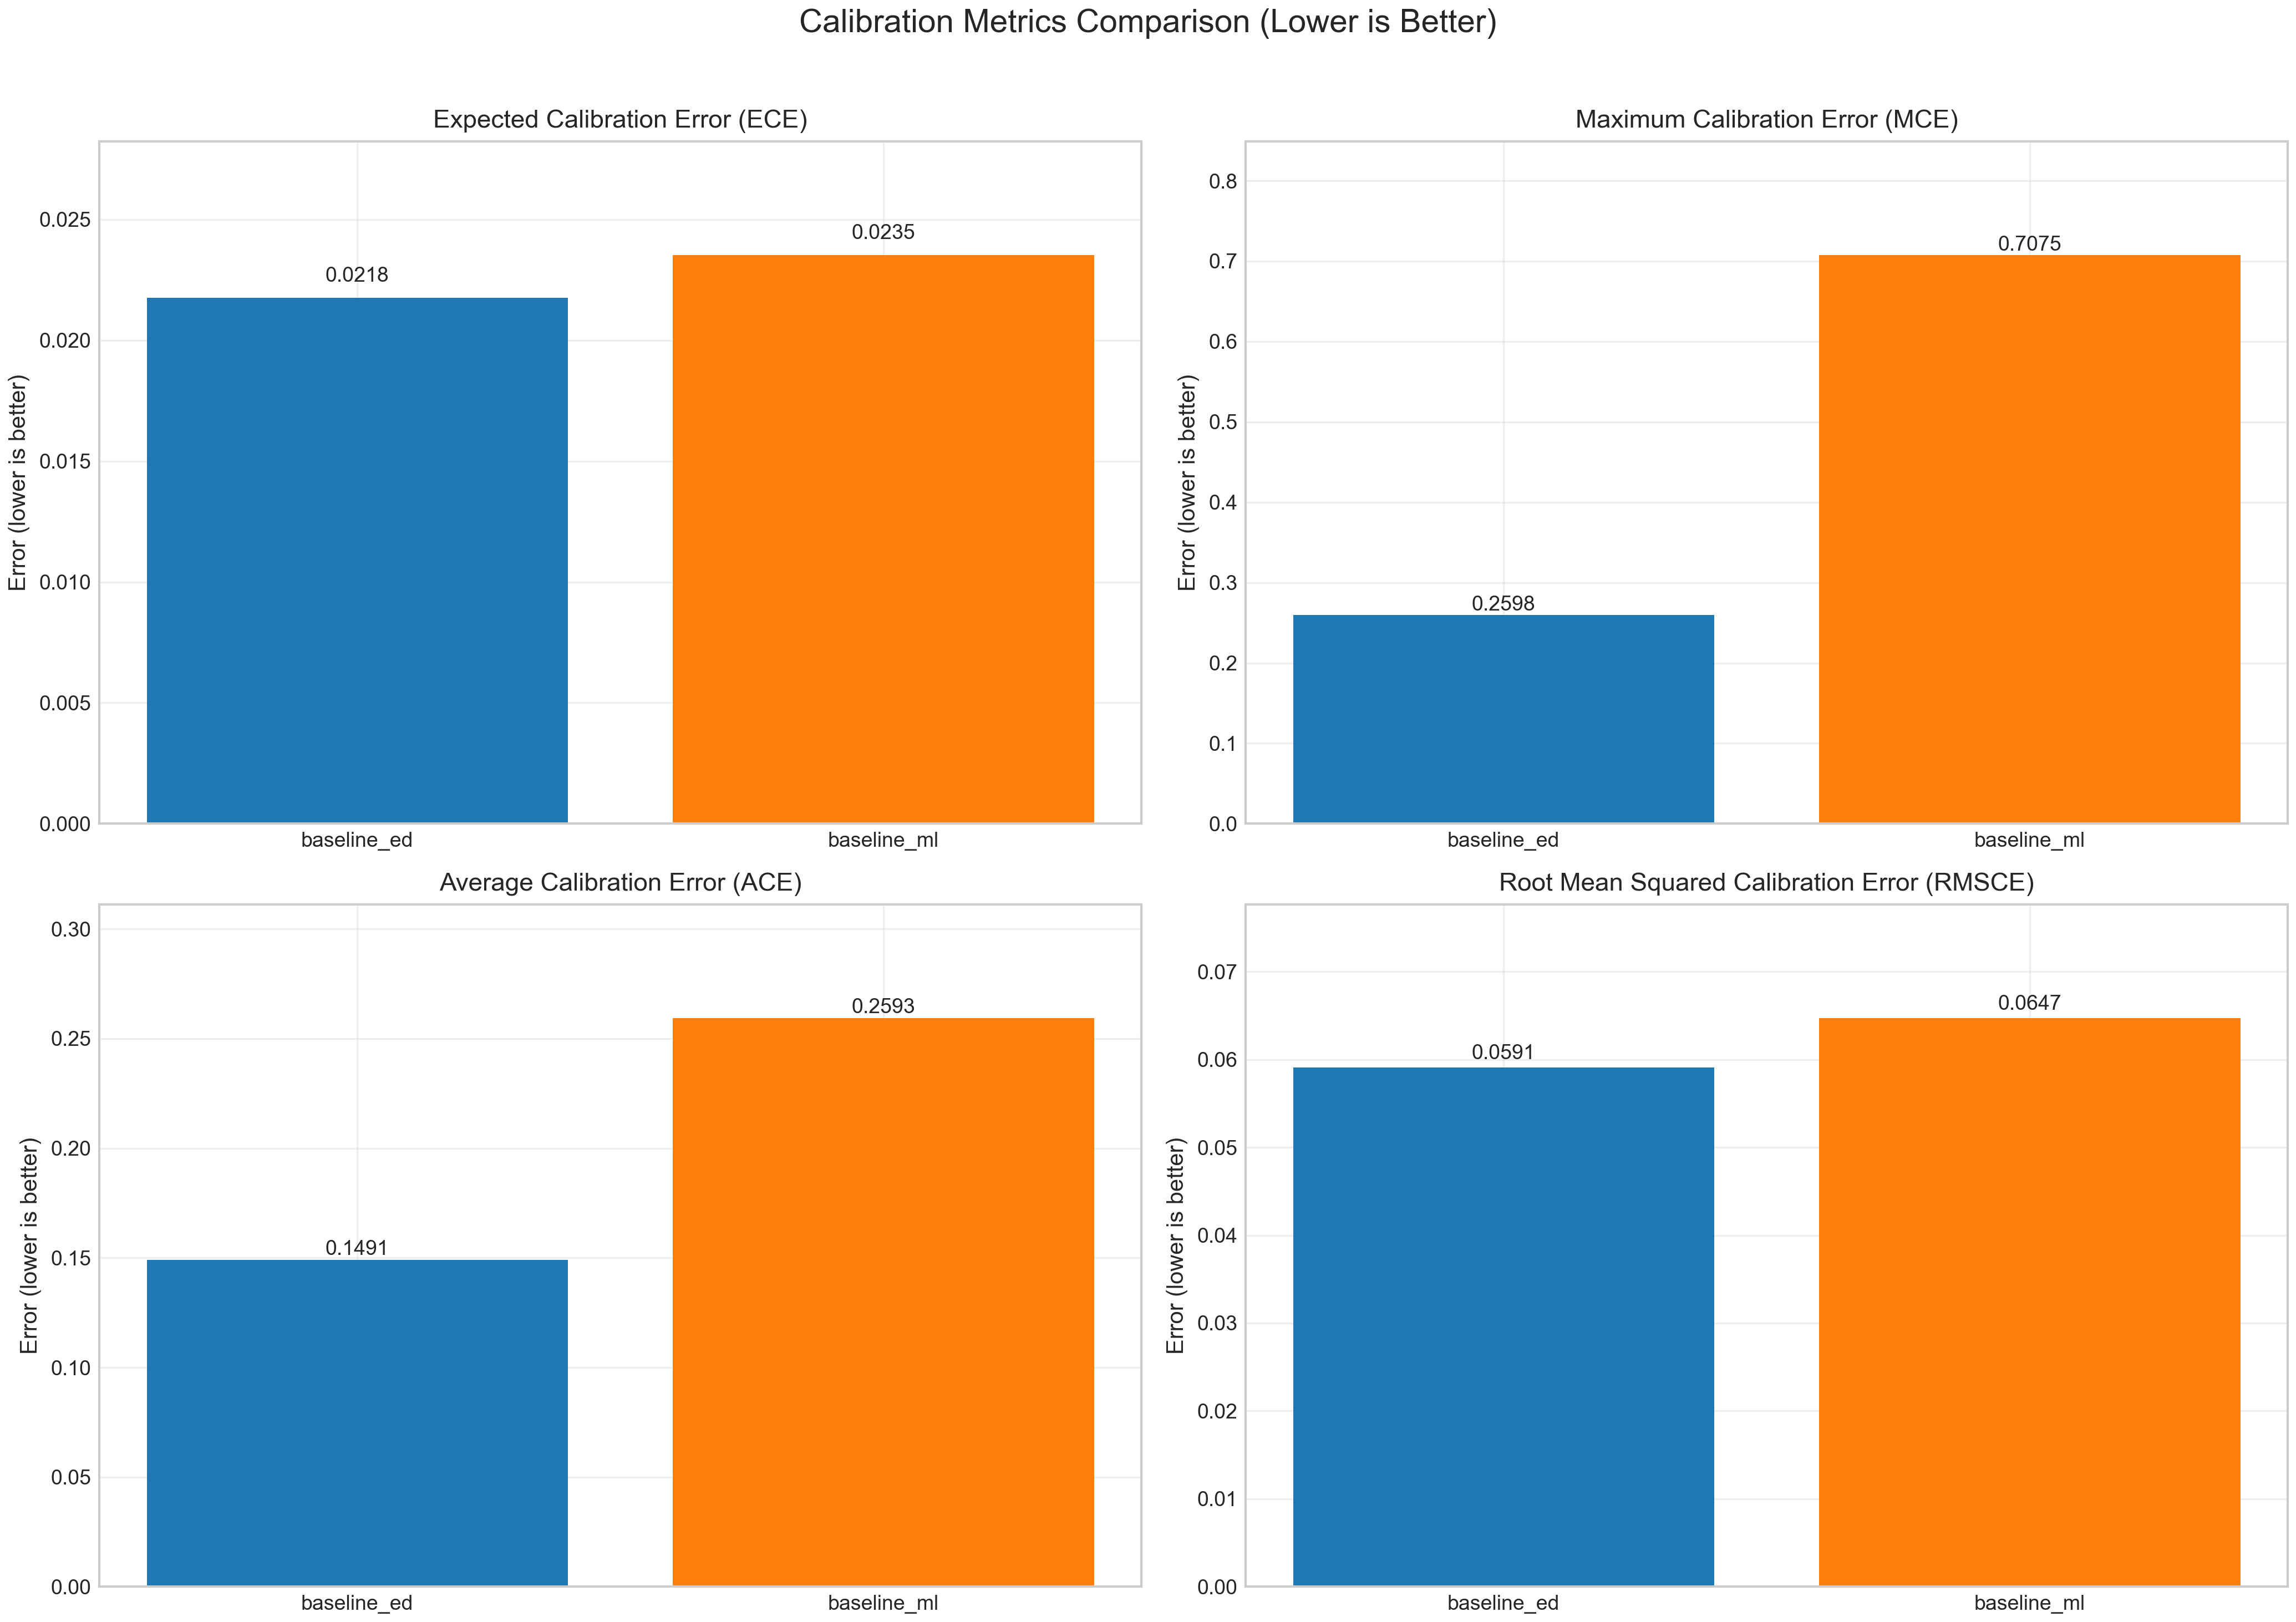 Calibration Metrics Comparison (Lower is Better)
Expected Calibration Error (ECE)
Error (lower is better)
0.025
0.020
0.015
0.010
0.005
0.000
0.0218
0.0235
baseline_ed
baseline_ml
Maximum Calibration Error (MCE)
Error (lower is better)
0.8
0.7
0.6
0.5
0.4
0.3
0.2
0.1
0.0
0.2598
0.7075
baseline_ed
baseline_ml
Average Calibration Error (ACE)
Error (lower is better)
0.30
0.25
0.20
0.15
0.10
0.05
0.00
0.1491
0.2593
baseline_ed
baseline_ml
Root Mean Squared Calibration Error (RMSCE)
Error (lower is better)
0.07
0.06
0.05
0.04
0.03
0.02
0.01
0.00
0.0591
0.0647
baseline_ed
baseline_ml